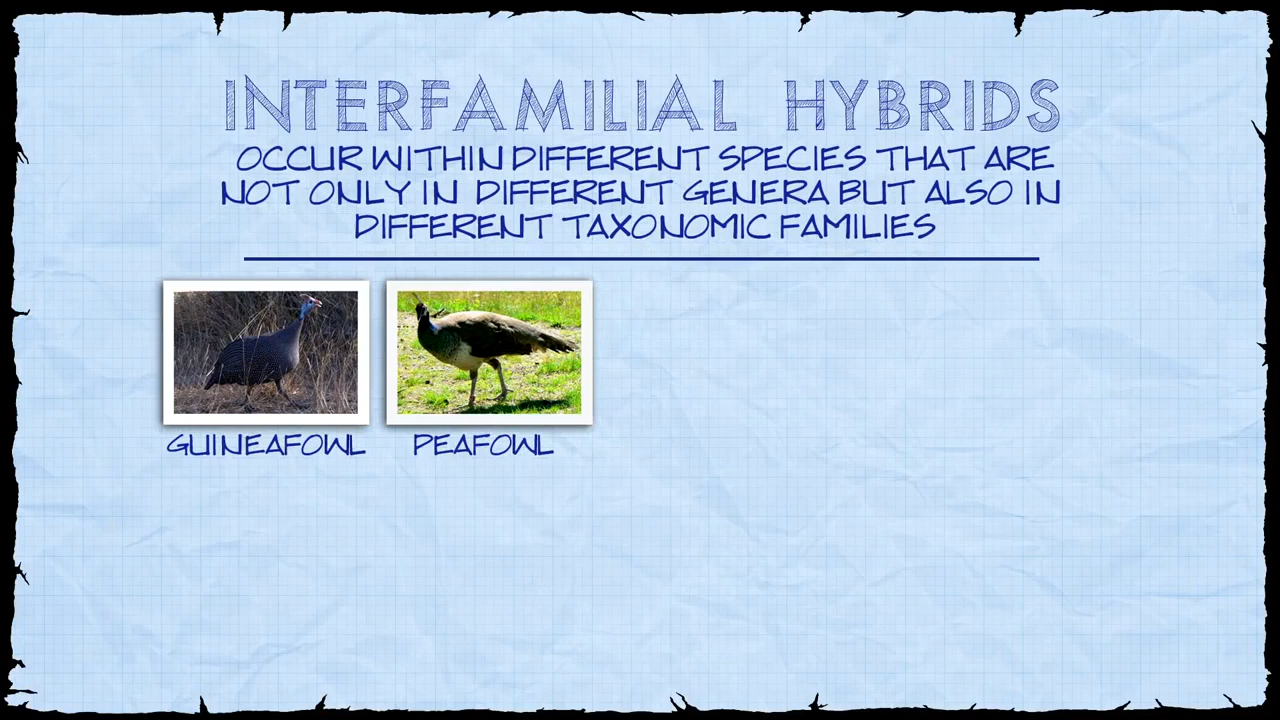 INTERFAMILIAL HYBRIDS
OCCUR WITHIN DIFFERENT SPECIES THAT ARE
NOT ONLY IN DIFFERENT GENERA BUT ALSO IN
DIFFERENT TAXONOMIC FAMILIES
GUINEAFOWL PEAFOWL